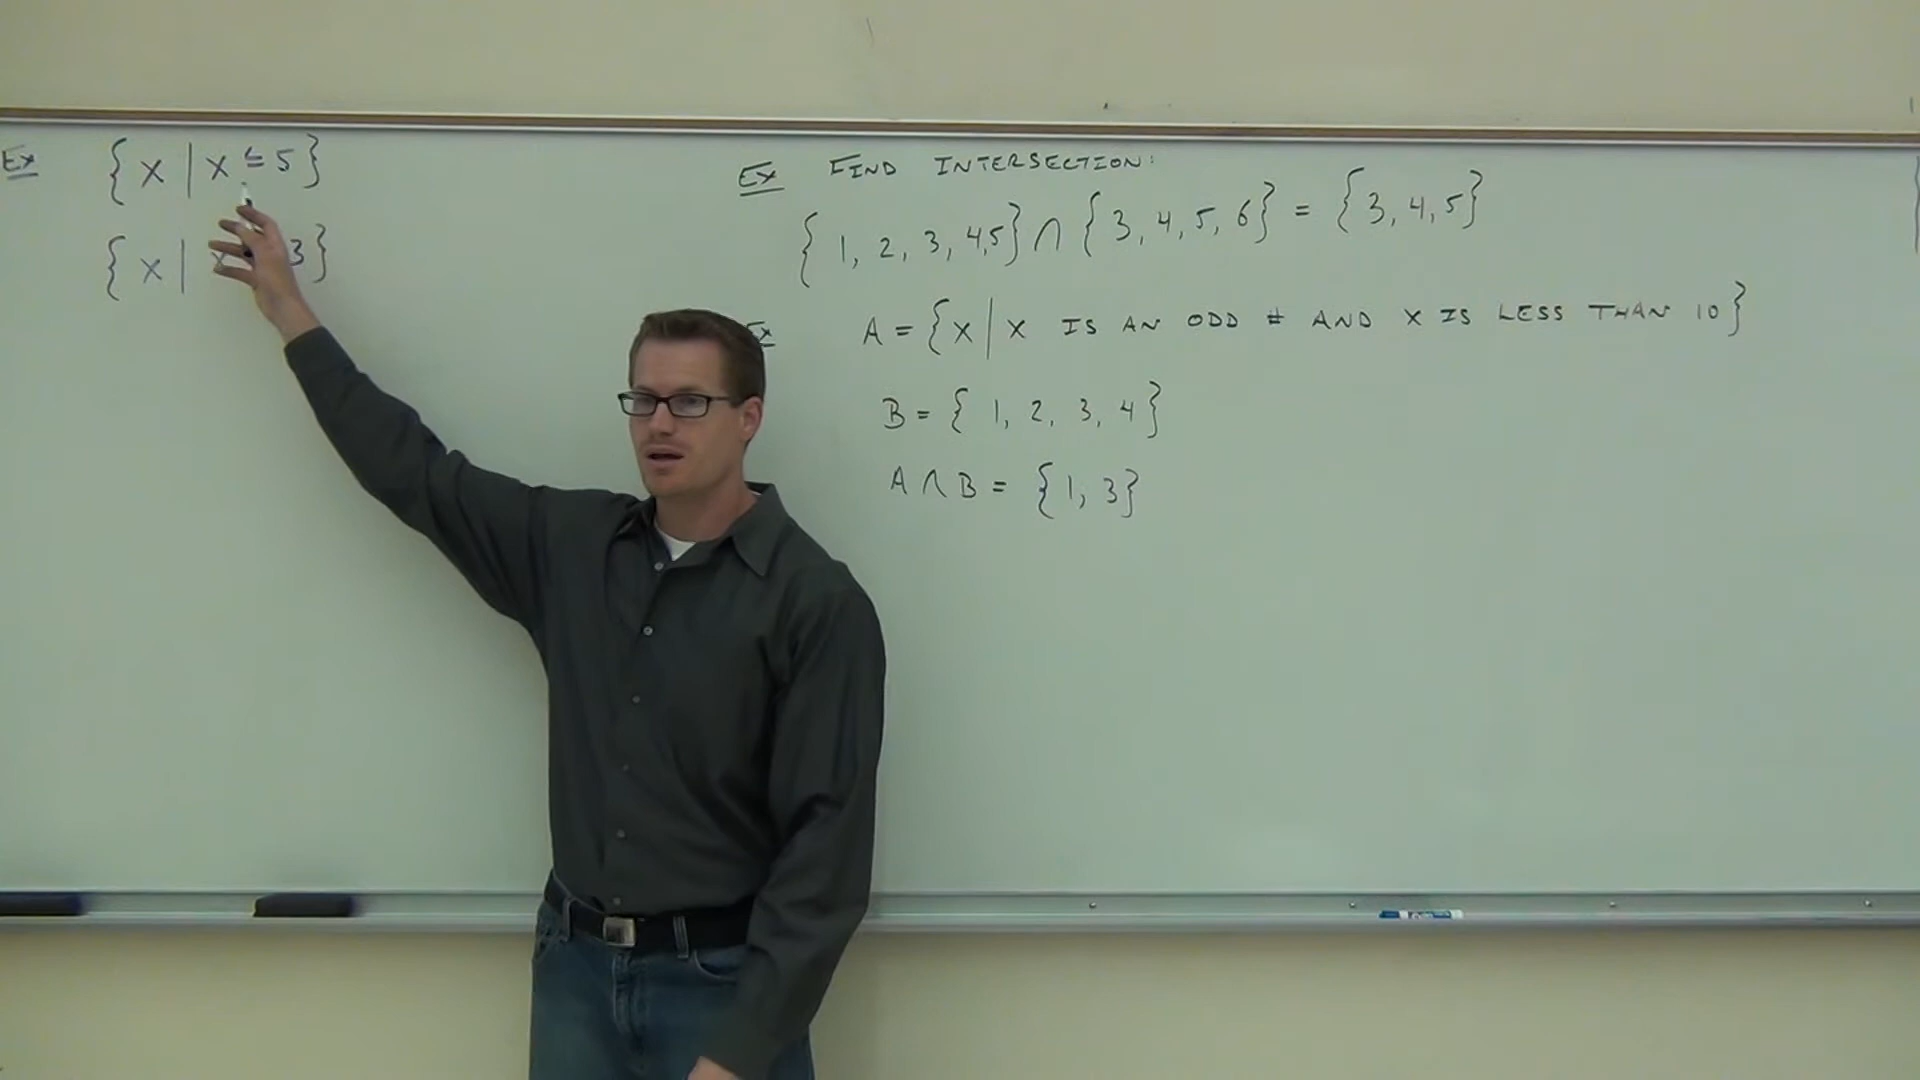 Ex { x | x ≤ 5 }
{ x | x 3 }
Ex FIND INTERSECTION:
{ 1, 2, 3, 4,5 } ∩ { 3, 4, 5, 6 } = { 3, 4, 5 }
Ex A = { x | x IS AN ODD # AND x IS LESS THAN 10 }
B = { 1, 2, 3, 4 }
A ∩ B = { 1, 3 }